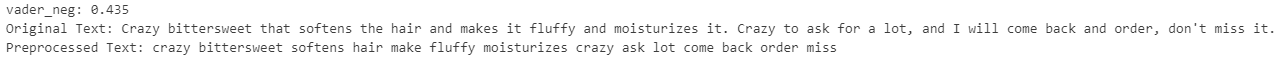 vader_neg: 0.435
Original Text: Crazy bittersweet that softens the hair and makes it fluffy and moisturizes it. Crazy to ask for a lot, and I will come back and order, don't miss it.
Preprocessed Text: crazy bittersweet softens hair make fluffy moisturizes crazy ask lot come back order miss